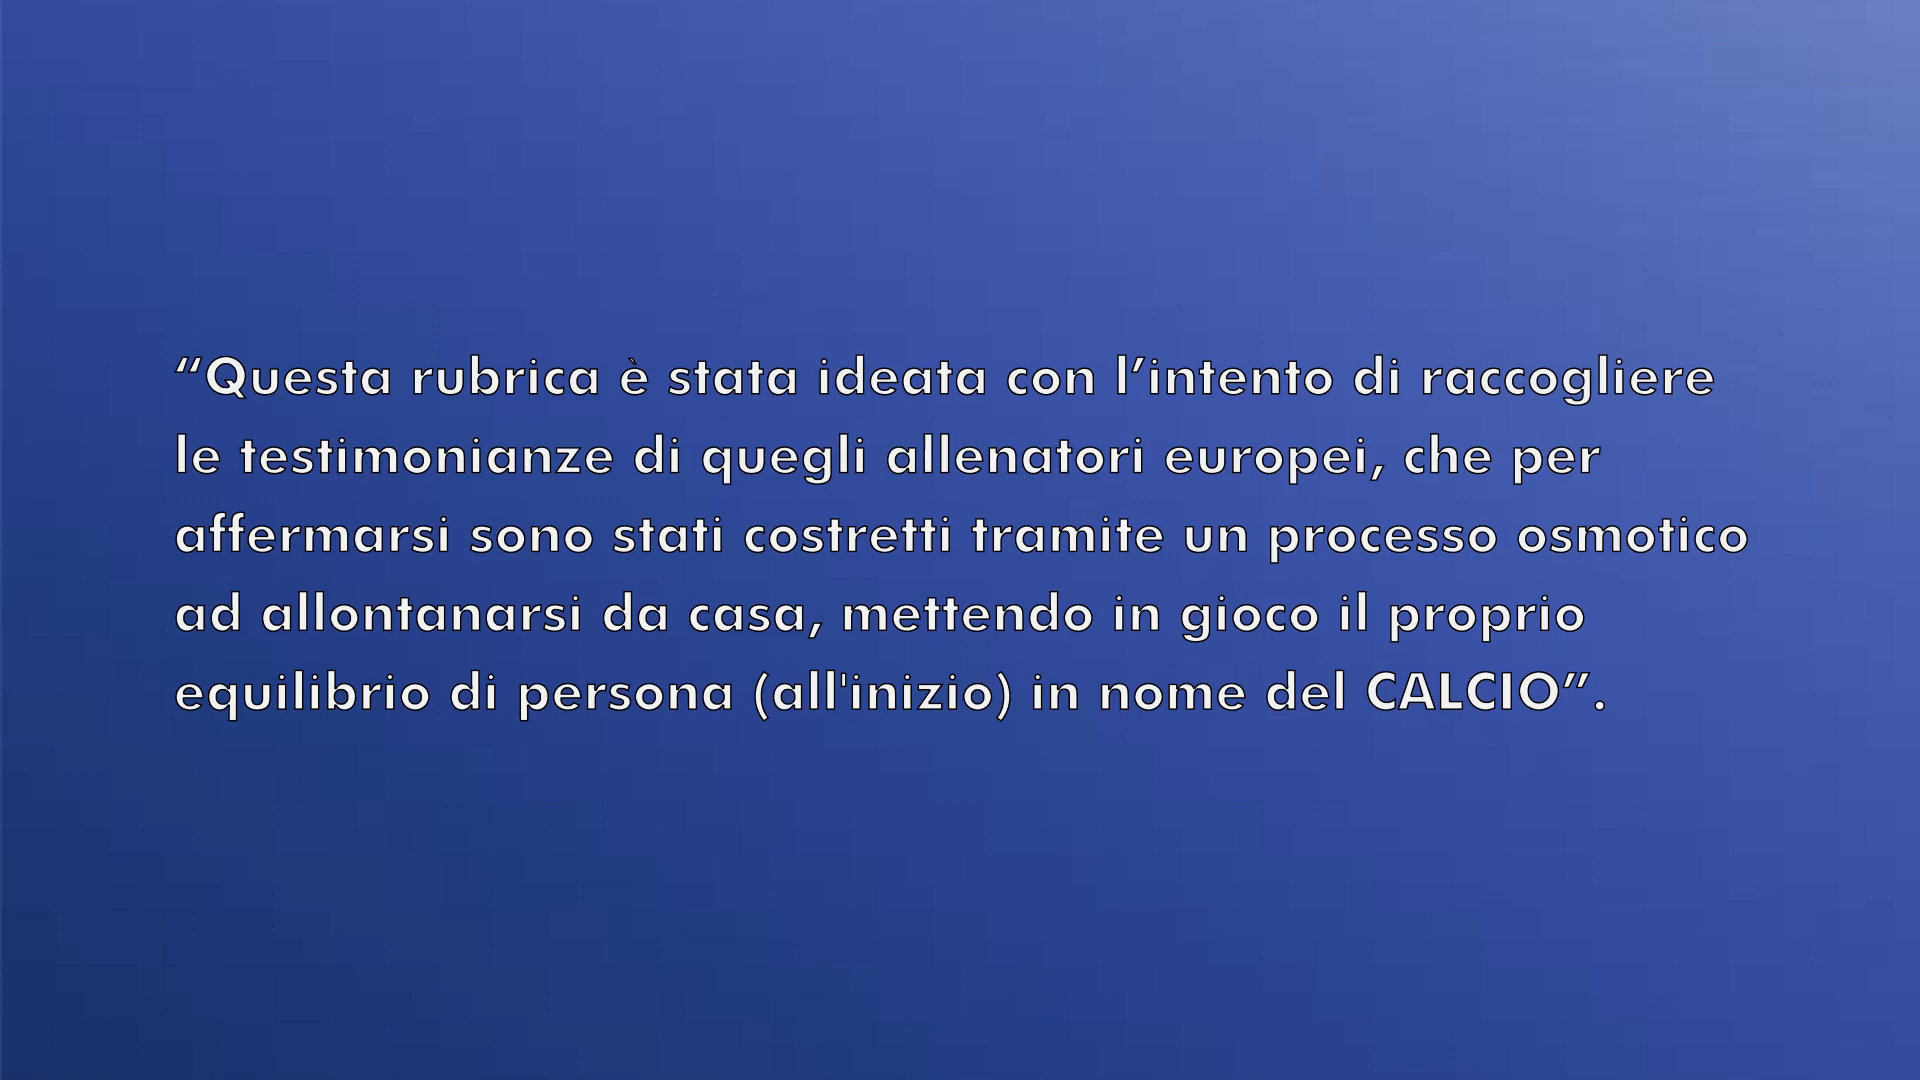 “Questa rubrica è stata ideata con l’intento di raccogliere
le testimonianze di quegli allenatori europei, che per
affermarsi sono stati costretti tramite un processo osmotico
ad allontanarsi da casa, mettendo in gioco il proprio
equilibrio di persona (all'inizio) in nome del CALCIO”.